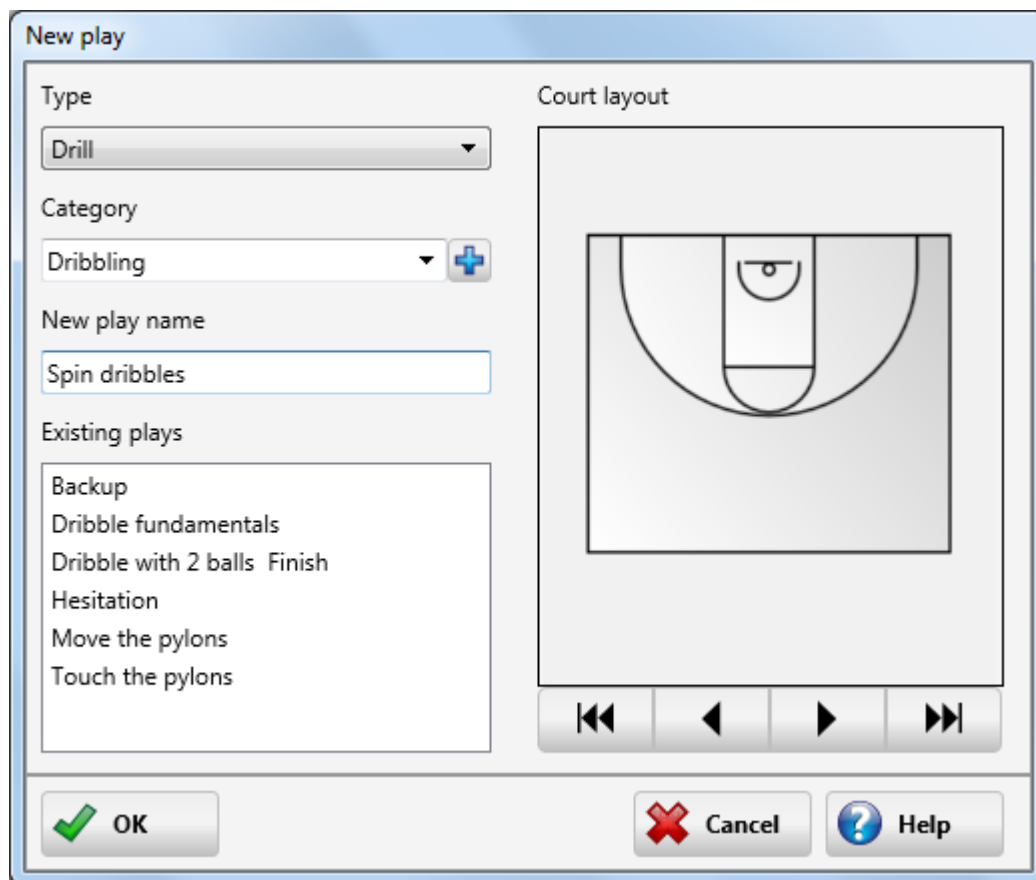 New play
Type
Drill
Category
Dribbling
New play name
Spin dribbles
Existing plays
Backup
Dribble fundamentals
Dribble with 2 balls  Finish
Hesitation
Move the pylons
Touch the pylons
Court layout
OK
Cancel
Help